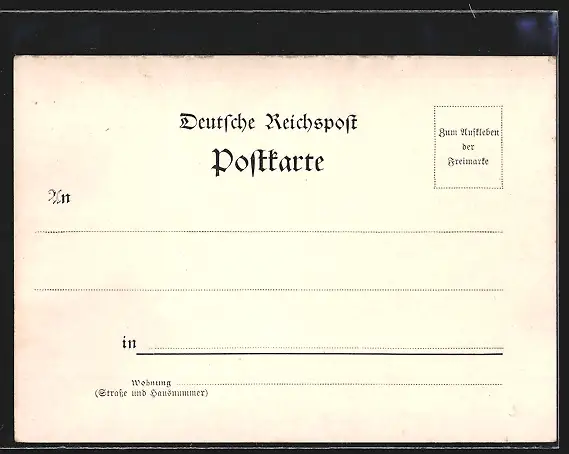 Deutsche Reichspost
Postkarte
Zum Aufkleben
der
Freimarke
An
in
Wohnung
(Straße und Hausnummer)